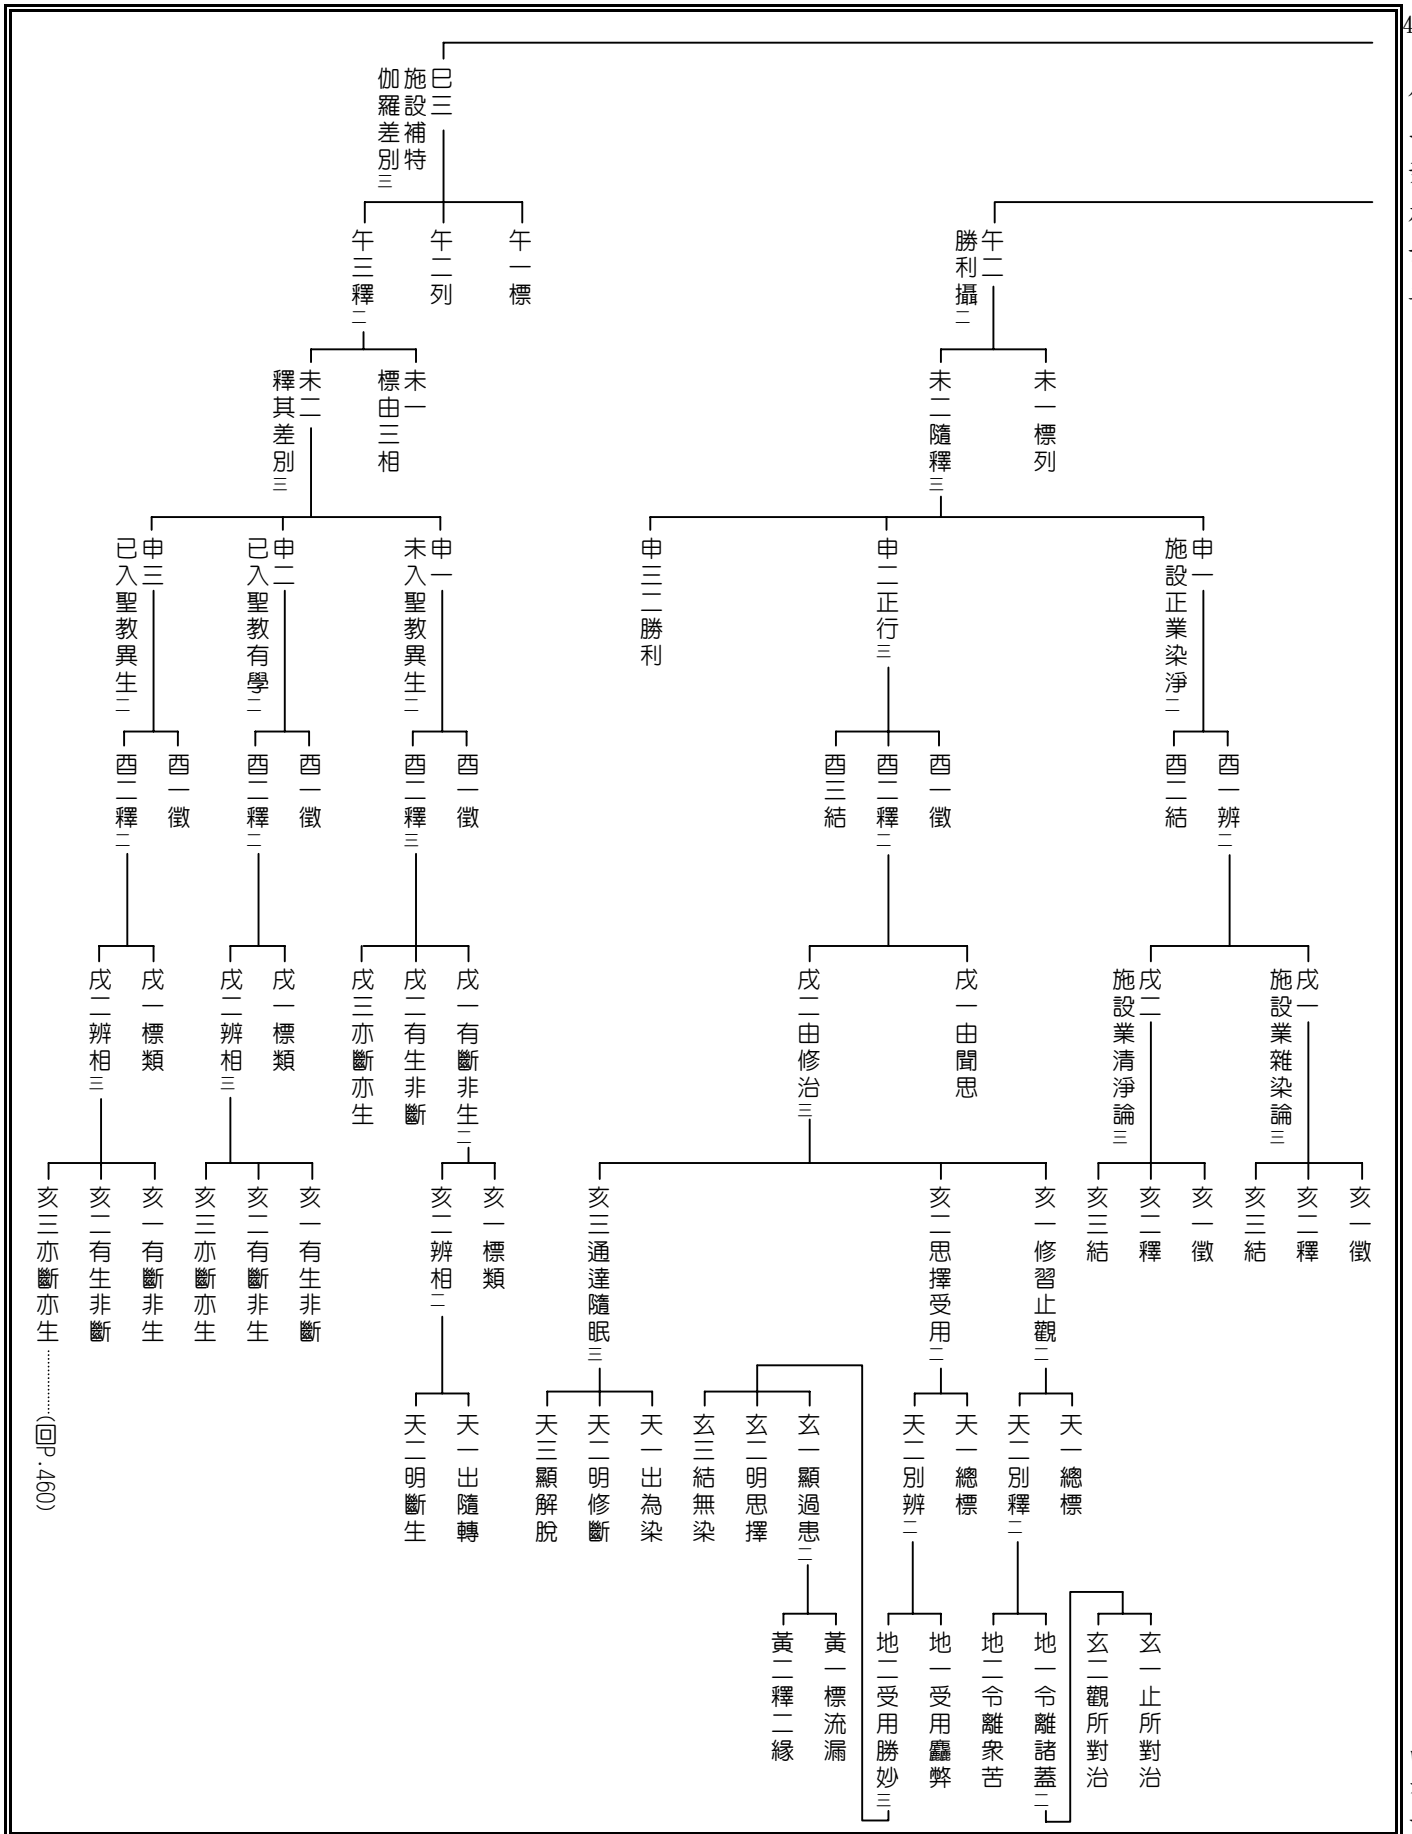 4
午二
勝利攝二
未一標列
未二隨釋三
申一
施設正業染淨二
酉一辨二
戌一
施設業雜染論三
亥一徵
亥二釋
亥三結
戌二
施設業清淨論三
亥一徵
亥二釋
亥三結
酉二結
申二正行三
酉一徵
酉二釋二
戌一由聞思
戌二由修治三
亥一修習止觀二
天一總標
天二別釋二
地一令離諸蓋二
玄一止所對治
玄二觀所對治
地二令離衆苦
亥二思擇受用二
天一總標
天二別辨二
地一受用麤弊
地二受用勝妙三
玄一顯過患二
黃一標流漏
黃二釋二緣
玄二明思擇
玄三結無染
亥三通達隨眠三
天一出為染
天二明修斷
天三顯解脫
酉三結
申三二勝利
巳三
施設補特
伽羅差別三
午一標
午二列
午三釋二
未一
標由三相
未二
釋其差別三
申一
未入聖教異生二
酉一徵
酉二釋三
戌一有斷非生二
亥一標類
亥二辨相二
天一出隨轉
天二明斷生
戌二有生非斷
戌三亦斷亦生
申二
已入聖教有學二
酉一徵
酉二釋二
戌一標類
戌二辨相三
亥一有生非斷
亥二有斷非生
亥三亦斷亦生
申三
已入聖教異生二
酉一徵
酉二釋二
戌一標類
戌二辨相三
亥一有斷非生
亥二有生非斷
亥三亦斷亦生…………(回P.460)